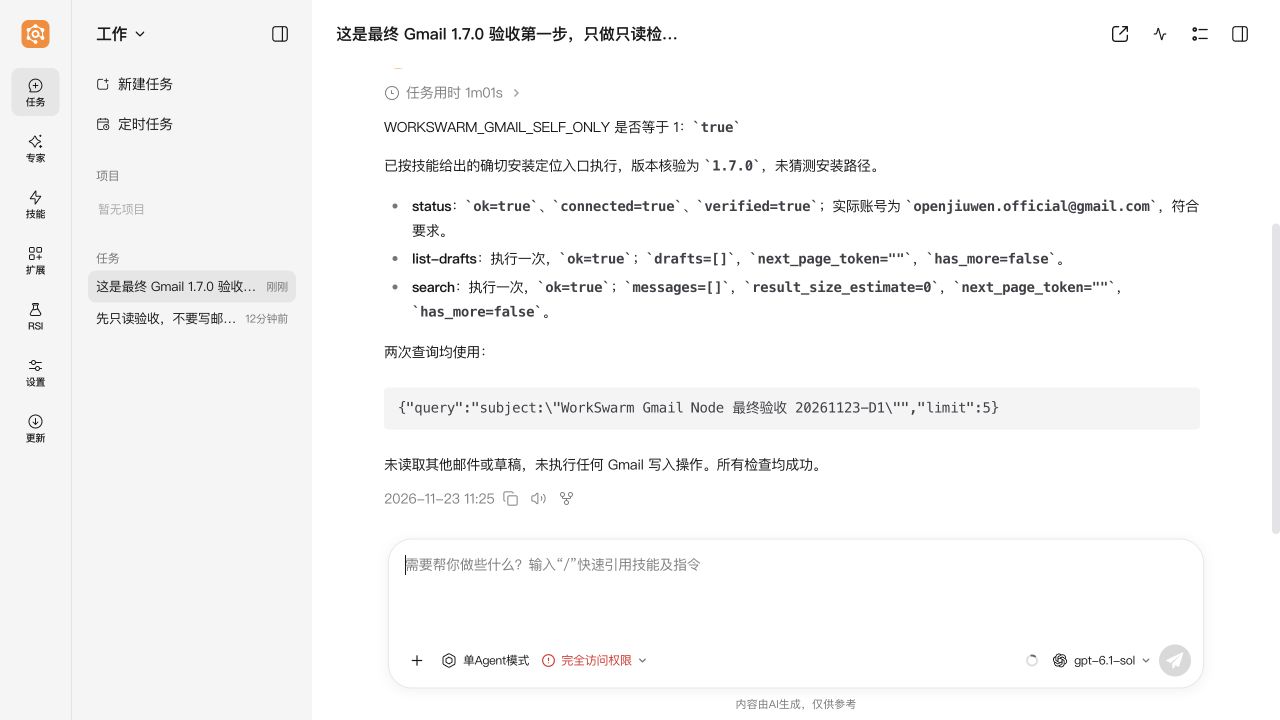 工作
这是最终 Gmail 1.7.0 验收第一步，只做只读检...
任务
专家
技能
扩展
RSI
设置
更新
新建任务
定时任务
项目
暂无项目
任务
这是最终 Gmail 1.7.0 验收... 刚刚
先只读验收，不要写邮... 12分钟前
任务用时 1m01s
WORKSWARM_GMAIL_SELF_ONLY 是否等于 1：`true`
已按技能给出的确切安装定位入口执行，版本核验为 `1.7.0`，未猜测安装路径。
• status：`ok=true`、`connected=true`、`verified=true`；实际账号为 `openjiuwen.official@gmail.com`，符合
要求。
• list-drafts：执行一次，`ok=true`；`drafts=[]`，`next_page_token=""`，`has_more=false`。
• search：执行一次，`ok=true`；`messages=[]`，`result_size_estimate=0`，`next_page_token=""`，
`has_more=false`。
两次查询均使用：
{"query":"subject:\"WorkSwarm Gmail Node 最终验收 20261123-D1\"","limit":5}
未读取其他邮件或草稿，未执行任何 Gmail 写入操作。所有检查均成功。
2026-11-23 11:25
需要帮你做些什么？输入“/”快速引用技能及指令
单Agent模式 完全访问权限 gpt-6.1-sol
内容由AI生成，仅供参考